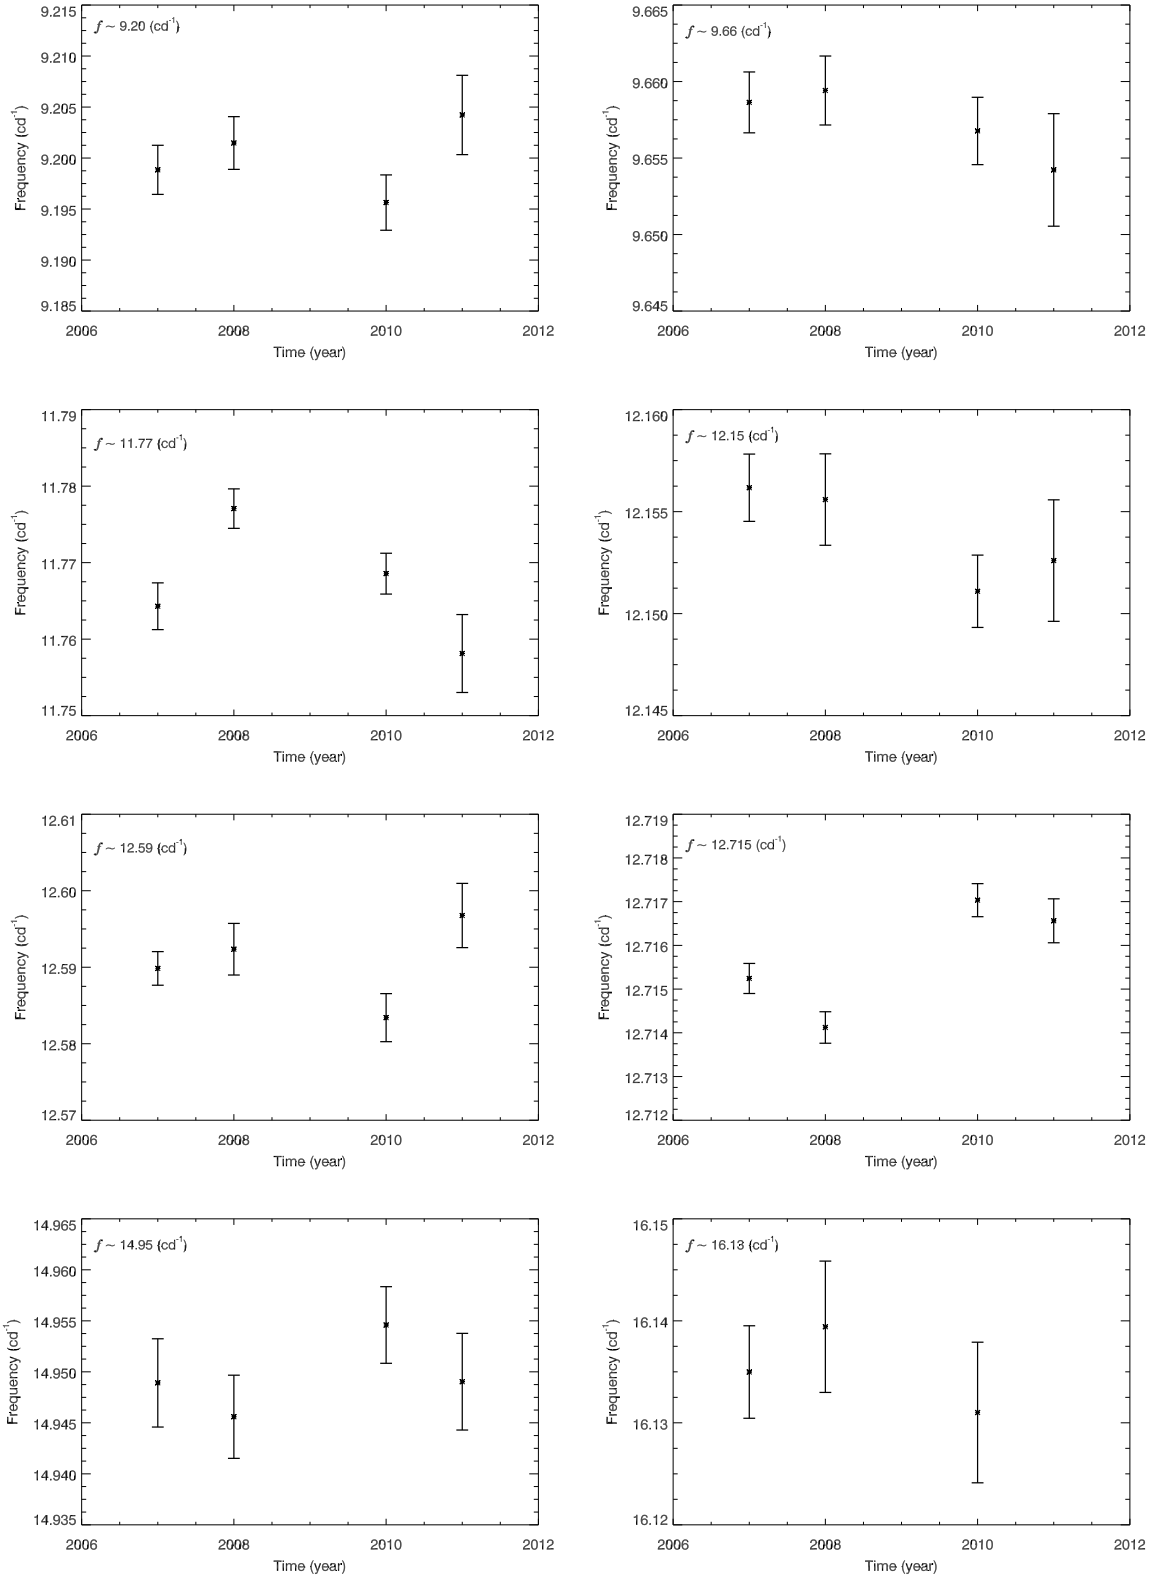 f ~ 9.20 (cd⁻¹)
9.215
9.210
9.205
9.200
9.195
9.190
9.185
Frequency (cd⁻¹)
2006 2008 2010 2012
Time (year)
f ~ 9.66 (cd⁻¹)
9.665
9.660
9.655
9.650
9.645
Frequency (cd⁻¹)
2006 2008 2010 2012
Time (year)
f ~ 11.77 (cd⁻¹)
11.79
11.78
11.77
11.76
11.75
Frequency (cd⁻¹)
2006 2008 2010 2012
Time (year)
f ~ 12.15 (cd⁻¹)
12.160
12.155
12.150
12.145
Frequency (cd⁻¹)
2006 2008 2010 2012
Time (year)
f ~ 12.59 (cd⁻¹)
12.61
12.60
12.59
12.58
12.57
Frequency (cd⁻¹)
2006 2008 2010 2012
Time (year)
f ~ 12.715 (cd⁻¹)
12.719
12.718
12.717
12.716
12.715
12.714
12.713
12.712
Frequency (cd⁻¹)
2006 2008 2010 2012
Time (year)
f ~ 14.95 (cd⁻¹)
14.965
14.960
14.955
14.950
14.945
14.940
14.935
Frequency (cd⁻¹)
2006 2008 2010 2012
Time (year)
f ~ 16.13 (cd⁻¹)
16.15
16.14
16.13
16.12
Frequency (cd⁻¹)
2006 2008 2010 2012
Time (year)